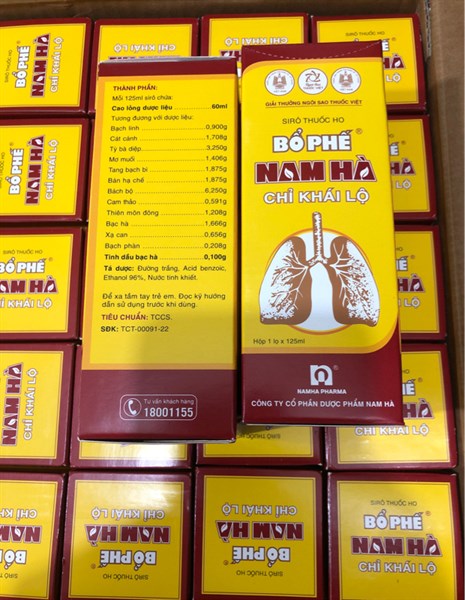 THÀNH PHẦN:
Mỗi 125ml sirô chứa:
Cao lỏng dược liệu 60ml
Tương đương với dược liệu:
Bạch linh 0,900g
Cát cánh 1,708g
Tỳ bà diệp 3,250g
Mơ muối 1,406g
Tang bạch bì 1,875g
Bán hạ chế 1,875g
Bách bộ 6,250g
Cam thảo 0,591g
Thiên môn đông 1,208g
Bạc hà 1,666g
Xạ can 0,656g
Bạch phàn 0,208g
Tinh dầu bạc hà 0,100g
Tá dược: Đường trắng, Acid benzoic,
Ethanol 96%, Nước tinh khiết.
Để xa tầm tay trẻ em. Đọc kỹ hướng
dẫn sử dụng trước khi dùng.
TIÊU CHUẨN: TCCS.
SĐK: TCT-00091-22
Tư vấn khách hàng
18001155
GIẢI THƯỞNG NGÔI SAO THUỐC VIỆT
SIRÔ THUỐC HO
BỔ PHẾ®
NAM HÀ
CHỈ KHÁI LỘ
Hộp 1 lọ x 125ml
NAMHA PHARMA
CÔNG TY CỔ PHẦN DƯỢC PHẨM NAM HÀ
SIRÔ THUỐC HO
BỔ PHẾ®
NAM HÀ
CHỈ KHÁI LỘ